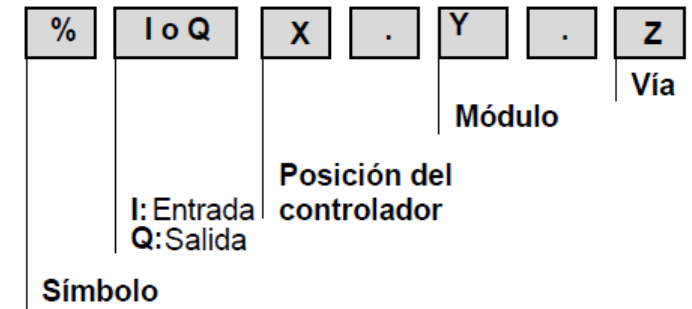 % I o Q X . Y . Z
Vía
Módulo
Posición del
controlador
I: Entrada
Q: Salida
Símbolo